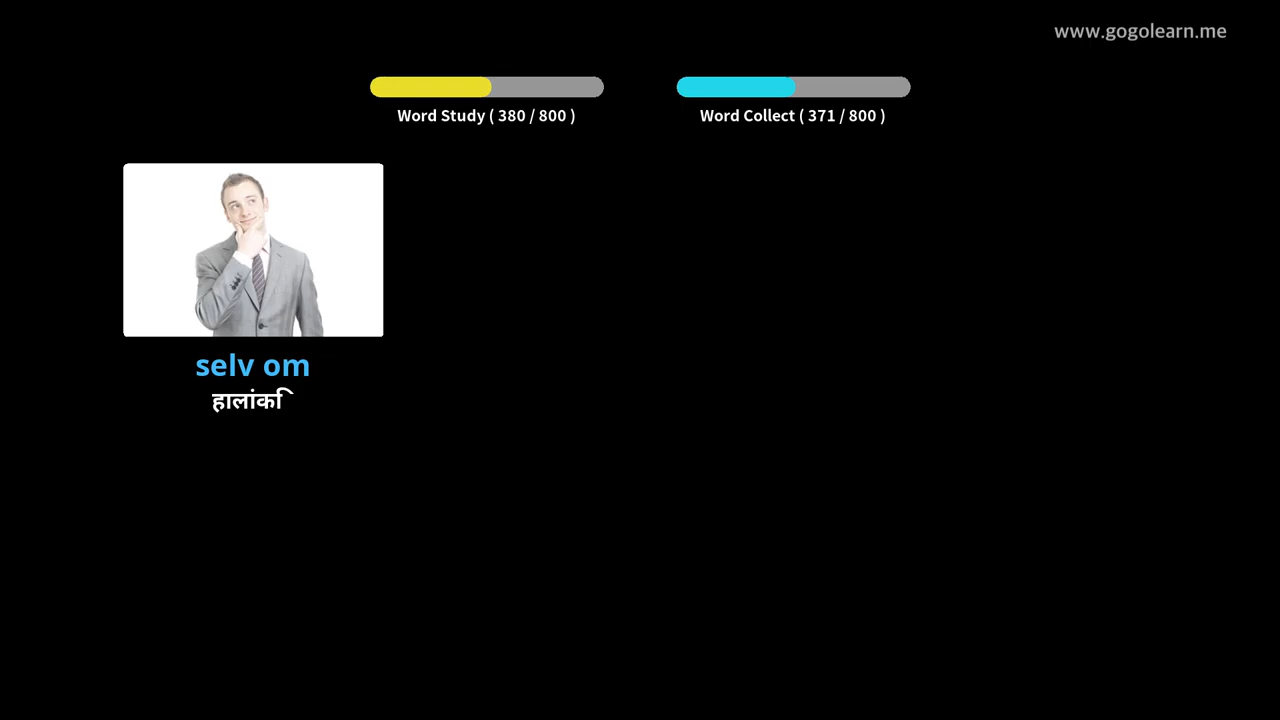 www.gogolearn.me
Word Study ( 380 / 800 )
Word Collect ( 371 / 800 )
selv om
हालांकि